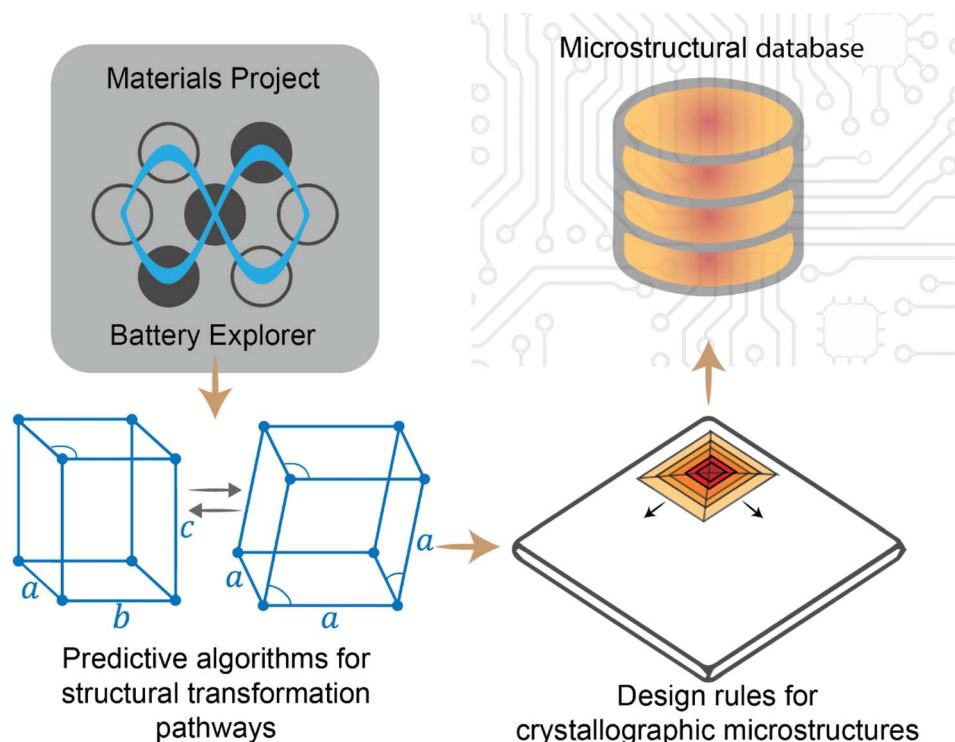 Materials Project
Battery Explorer
Microstructural database
a
b
c
a
a
a
Predictive algorithms for
structural transformation
pathways
Design rules for
crystallographic microstructures